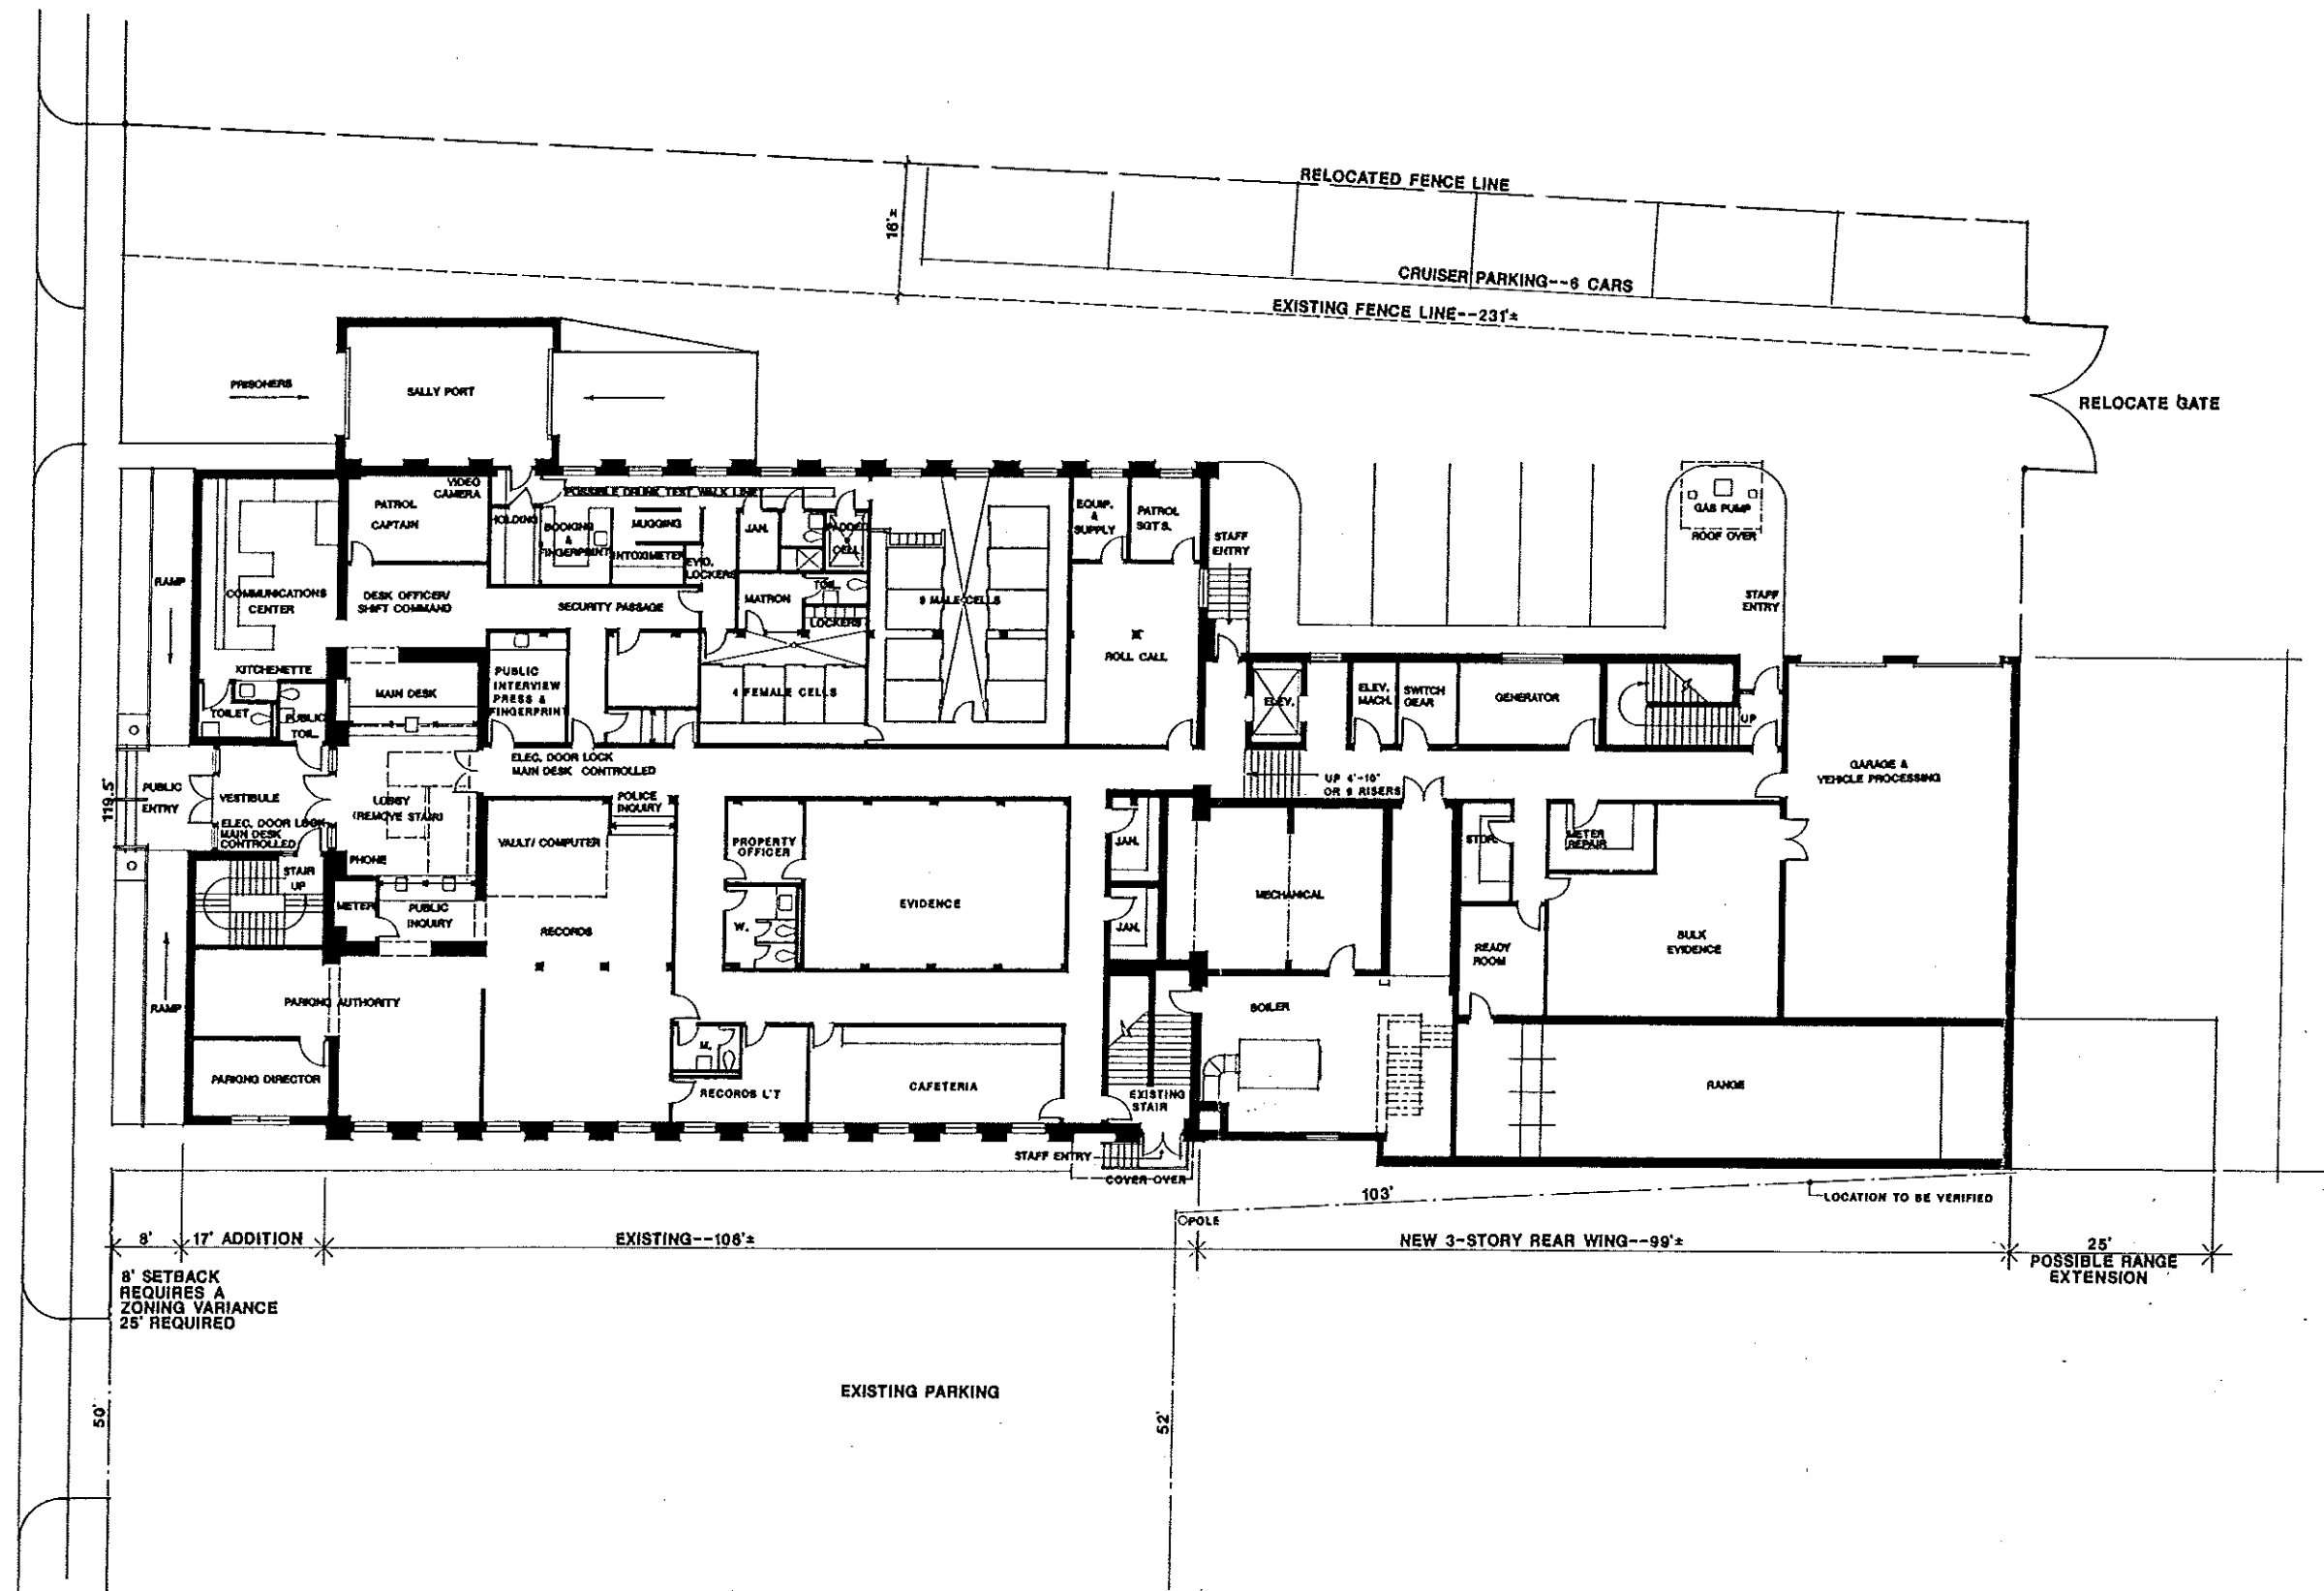 RELOCATED FENCE LINE
16'±
CRUISER PARKING--6 CARS
EXISTING FENCE LINE--231'±
PRISONERS
SALLY PORT
RELOCATE GATE
VIDEO
CAMERA
PATROL
CAPTAIN
POSSIBLE DRUNK TEST WALK LINE
HOLDING
BOOKING
&
FINGERPRINT
MUGGING
INTOXIMETER
EVID.
LOCKERS
JAN.
PADDED
CELL
EQUIP.
&
SUPPLY
PATROL
SGT'S.
STAFF
ENTRY
GAS PUMP
ROOF OVER
STAFF
ENTRY
RAMP
COMMUNICATIONS
CENTER
DESK OFFICER/
SHIFT COMMAND
SECURITY PASSAGE
MATRON
TOIL.
LOCKERS
9 MALE CELLS
ROLL CALL
KITCHENETTE
MAIN DESK
PUBLIC
INTERVIEW
PRESS &
FINGERPRINT
4 FEMALE CELLS
ELEV.
ELEV.
MACH.
SWITCH
GEAR
GENERATOR
UP
TOILET
PUBLIC
TOIL.
ELEC. DOOR LOCK
MAIN DESK CONTROLLED
GARAGE &
VEHICLE PROCESSING
119.5'
PUBLIC
ENTRY
VESTIBULE
ELEC. DOOR LOCK
MAIN DESK
CONTROLLED
LOBBY
(REMOVE STAIR)
POLICE
INQUIRY
UP 4'-10"
OR 9 RISERS
PHONE
VAULT/ COMPUTER
PROPERTY
OFFICER
JAN.
STOR.
METER
REPAIR
STAIR
UP
METER
PUBLIC
INQUIRY
RECORDS
W.
EVIDENCE
JAN.
MECHANICAL
READY
ROOM
BULK
EVIDENCE
RAMP
PARKING AUTHORITY
BOILER
PARKING DIRECTOR
M.
RECORDS L'T
CAFETERIA
EXISTING
STAIR
RANGE
STAFF ENTRY
COVER OVER
103'
LOCATION TO BE VERIFIED
POLE
8'
17' ADDITION
EXISTING--106'±
NEW 3-STORY REAR WING--99'±
25'
POSSIBLE RANGE
EXTENSION
8' SETBACK
REQUIRES A
ZONING VARIANCE
25' REQUIRED
50'
EXISTING PARKING
52'